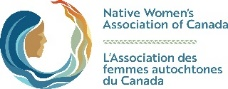 Native Women's
Association of Canada
L'Association des
femmes autochtones
du Canada